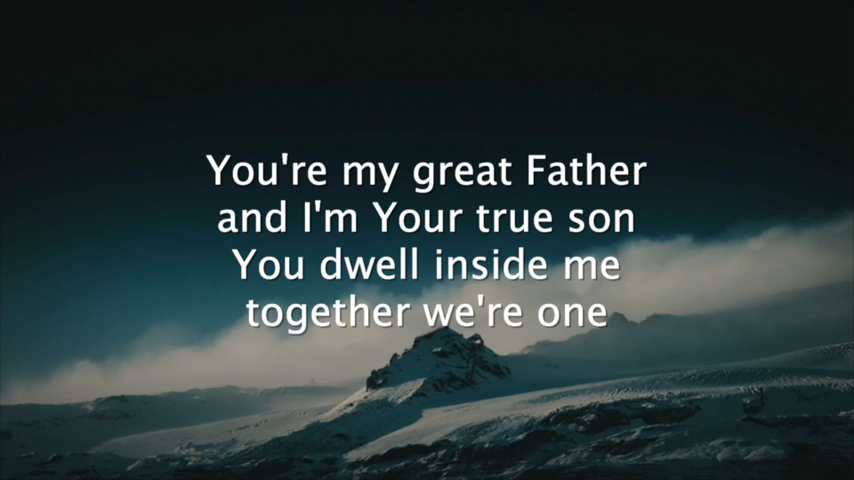 You're my great Father
and I'm Your true son
You dwell inside me
together we're one